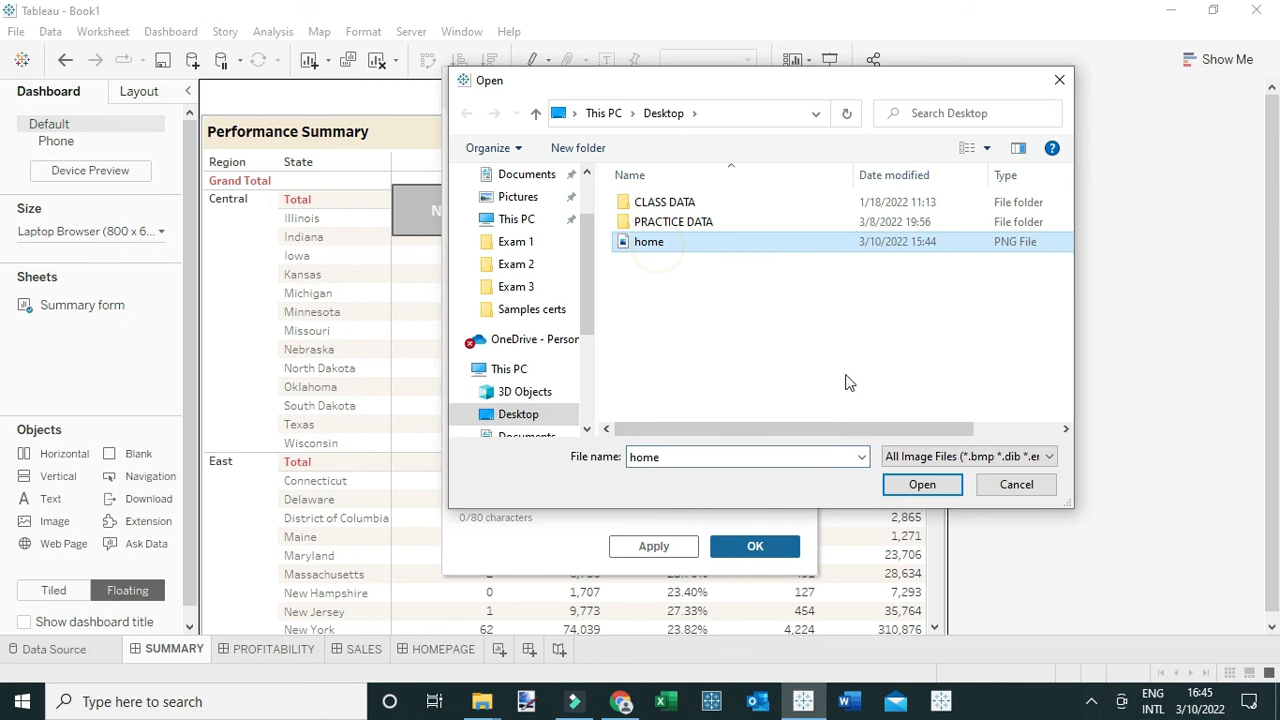 Tableau - Book1
File Data Worksheet Dashboard Story Analysis Map Format Server Window Help
Show Me
Dashboard Layout
Default
Phone
Device Preview
Size
Laptop Browser (800 x 6...
Sheets
Summary form
Objects
Horizontal Blank
Vertical Navigation
Text Download
Image Extension
Web Page Ask Data
Tiled Floating
Show dashboard title
Performance Summary
Region State
Grand Total
Central Total
Illinois
Indiana
Iowa
Kansas
Michigan
Minnesota
Missouri
Nebraska
North Dakota
Oklahoma
South Dakota
Texas
Wisconsin
East Total
Connecticut
Delaware
District of Columbia 2,865
Maine 1,271
Maryland 23,706
Massachusetts 28,634
New Hampshire 0 1,707 23.40% 127 7,293
New Jersey 1 9,773 27.33% 454 35,764
New York 62 74,039 23.82% 4,224 310,876
N
Open
This PC Desktop
Search Desktop
Organize New folder
Documents
Pictures
This PC
Exam 1
Exam 2
Exam 3
Samples certs
OneDrive - Person
This PC
3D Objects
Desktop
Documents
Name Date modified Type
CLASS DATA 1/18/2022 11:13 File folder
PRACTICE DATA 3/8/2022 19:56 File folder
home 3/10/2022 15:44 PNG File
File name: home All Image Files (*.bmp *.dib *.er
Open Cancel
0/80 characters
Apply OK
Data Source SUMMARY PROFITABILITY SALES HOMEPAGE
Type here to search
ENG
INTL
16:45
3/10/2022